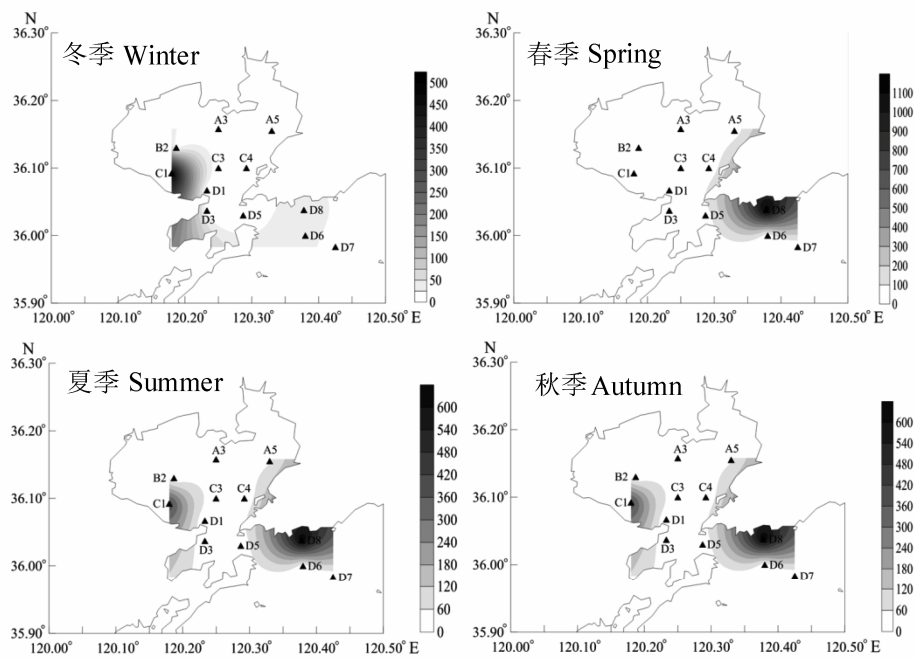 N
36.30°
36.20°
36.10°
36.00°
35.90°
冬季 Winter
A3
A5
B2
C1
C3
C4
D1
D3
D5
D8
D6
D7
500
450
400
350
300
250
200
150
100
50
0
120.00° 120.10° 120.20° 120.30° 120.40° 120.50° E
N
36.30°
36.20°
36.10°
36.00°
35.90°
春季 Spring
A3
A5
B2
C1
C3
C4
D1
D3
D5
D8
D6
D7
1100
1000
900
800
700
600
500
400
300
200
100
0
120.00° 120.10° 120.20° 120.30° 120.40° 120.50° E
N
36.30°
36.20°
36.10°
36.00°
35.90°
夏季 Summer
A3
A5
B2
C1
C3
C4
D1
D3
D5
D8
D6
D7
600
540
480
420
360
300
240
180
120
60
0
120.00° 120.10° 120.20° 120.30° 120.40° 120.50° E
N
36.30°
36.20°
36.10°
36.00°
35.90°
秋季 Autumn
A3
A5
B2
C1
C3
C4
D1
D3
D5
D8
D6
D7
600
540
480
420
360
300
240
180
120
60
0
120.00° 120.10° 120.20° 120.30° 120.40° 120.50° E